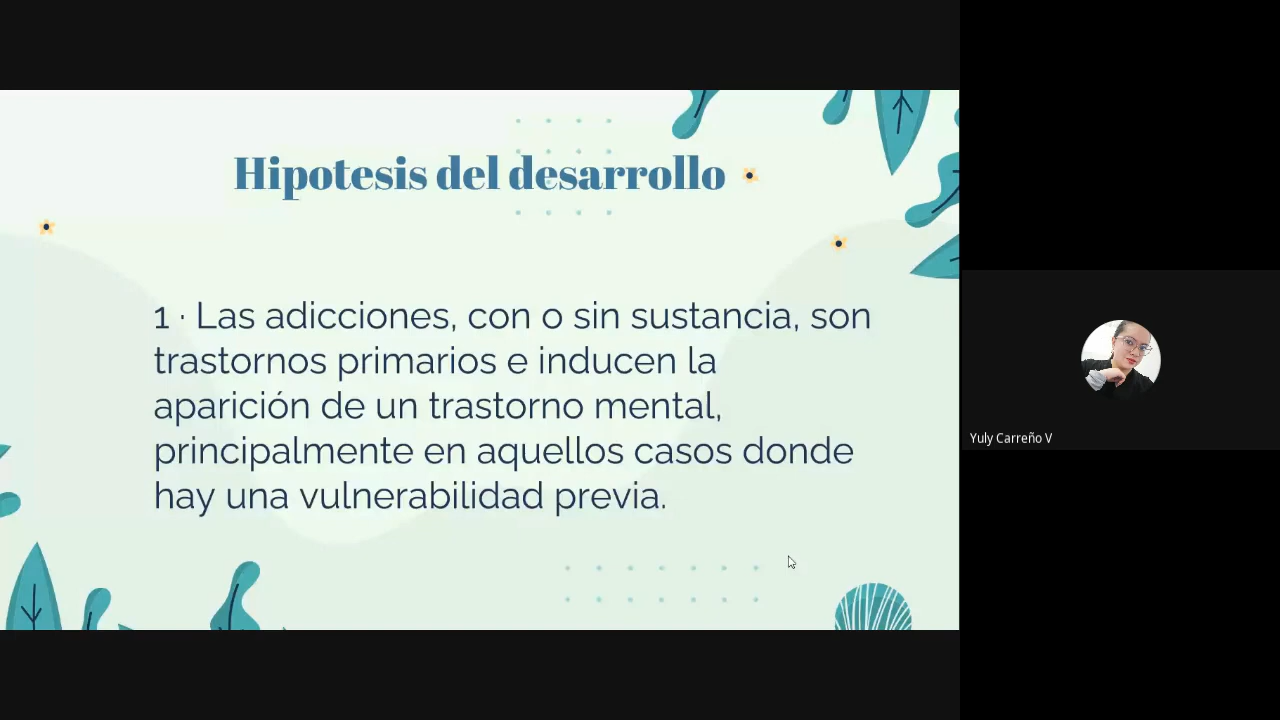 Hipotesis del desarrollo
1 · Las adicciones, con o sin sustancia, son
trastornos primarios e inducen la
aparición de un trastorno mental,
principalmente en aquellos casos donde
hay una vulnerabilidad previa.
Yuly Carreño V